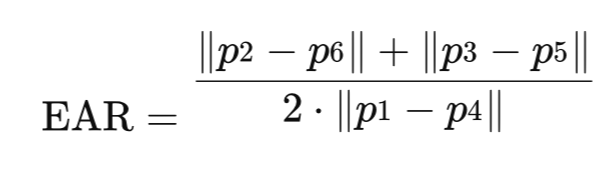 EAR = (‖p2 − p6‖ + ‖p3 − p5‖) / (2 · ‖p1 − p4‖)